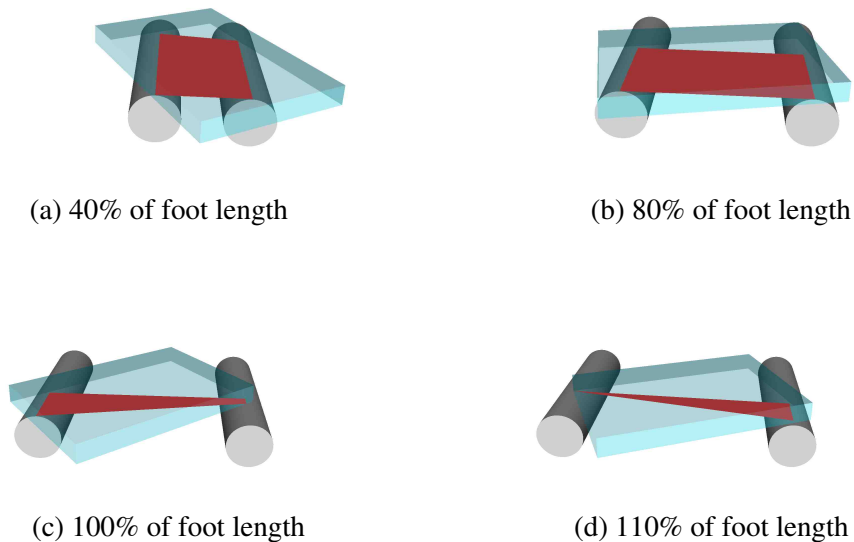 (a) 40% of foot length
(b) 80% of foot length
(c) 100% of foot length
(d) 110% of foot length